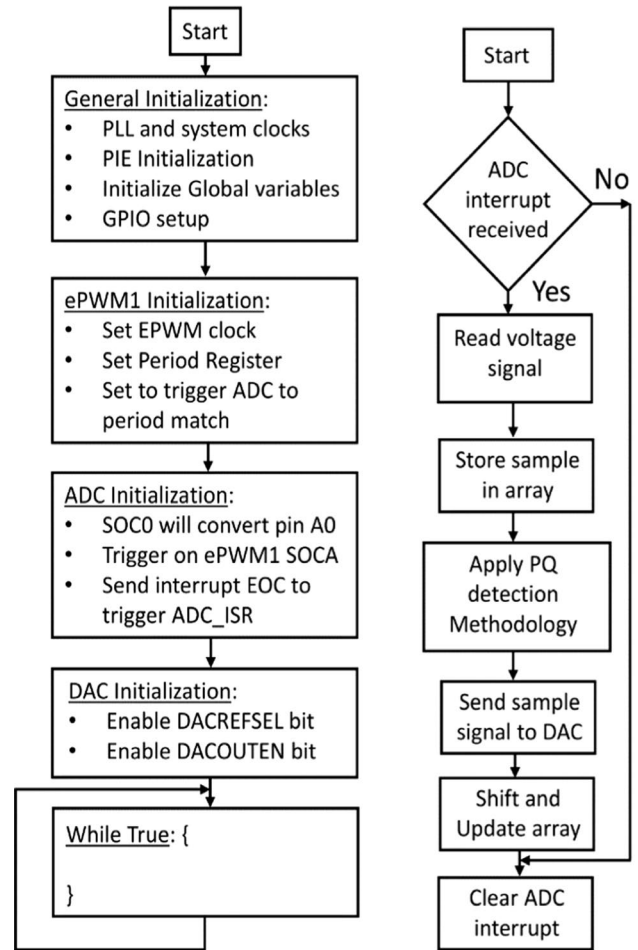 Start
General Initialization:
• PLL and system clocks
• PIE Initialization
• Initialize Global variables
• GPIO setup
ePWM1 Initialization:
• Set EPWM clock
• Set Period Register
• Set to trigger ADC to
period match
ADC Initialization:
• SOC0 will convert pin A0
• Trigger on ePWM1 SOCA
• Send interrupt EOC to
trigger ADC_ISR
DAC Initialization:
• Enable DACREFSEL bit
• Enable DACOUTEN bit
While True: {
}
Start
ADC
interrupt
received
No
Yes
Read voltage
signal
Store sample
in array
Apply PQ
detection
Methodology
Send sample
signal to DAC
Shift and
Update array
Clear ADC
interrupt